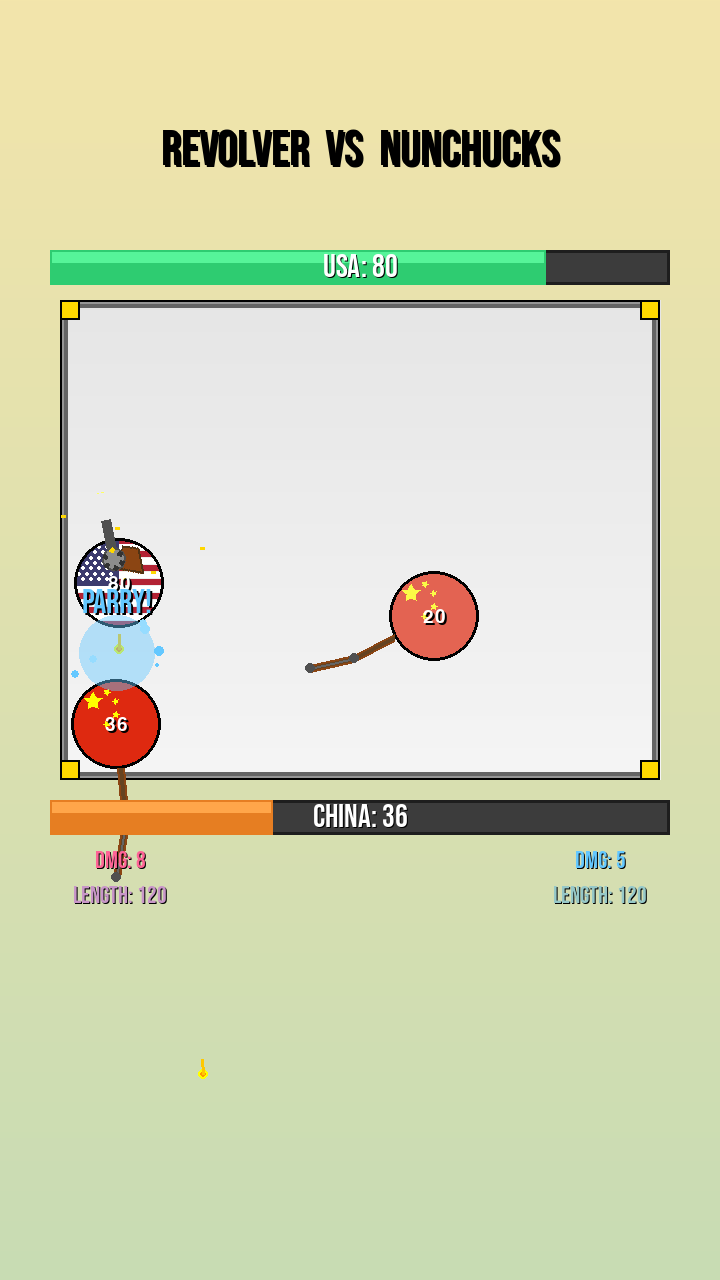 REVOLVER VS NUNCHUCKS
USA: 80
80
PARRY!
20
36
CHINA: 36
DMG: 8
DMG: 5
LENGTH: 120
LENGTH: 120